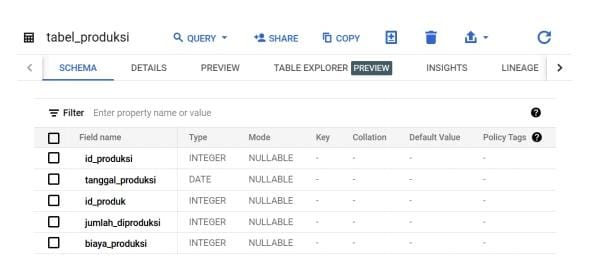 tabel_produksi QUERY SHARE COPY
SCHEMA DETAILS PREVIEW TABLE EXPLORER PREVIEW INSIGHTS LINEAGE
Filter Enter property name or value
Field name Type Mode Key Collation Default Value Policy Tags
id_produksi INTEGER NULLABLE - - - -
tanggal_produksi DATE NULLABLE - - - -
id_produk INTEGER NULLABLE - - - -
jumlah_diproduksi INTEGER NULLABLE - - - -
biaya_produksi INTEGER NULLABLE - - - -